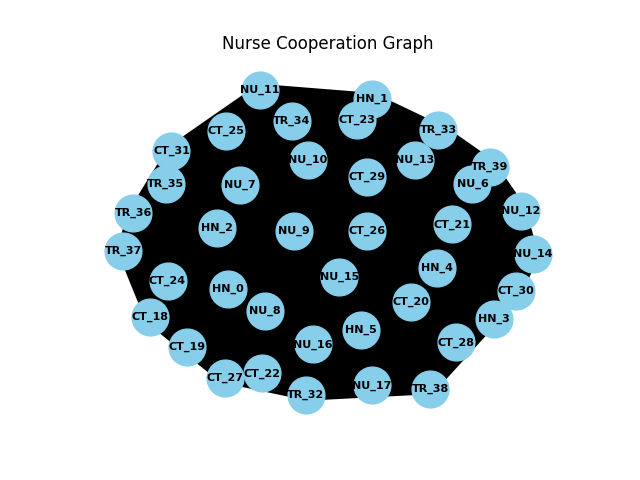 Nurse Cooperation Graph
NU_11
HN_1
TR_34
CT_23
CT_25
TR_33
CT_31
NU_10
NU_13
TR_39
CT_29
TR_35
NU_7
NU_6
TR_36
NU_12
CT_21
HN_2
NU_9
CT_26
TR_37
NU_14
HN_4
NU_15
CT_24
HN_0
CT_30
CT_20
NU_8
CT_18
HN_3
HN_5
CT_28
NU_16
CT_19
CT_22
CT_27
NU_17
TR_38
TR_32